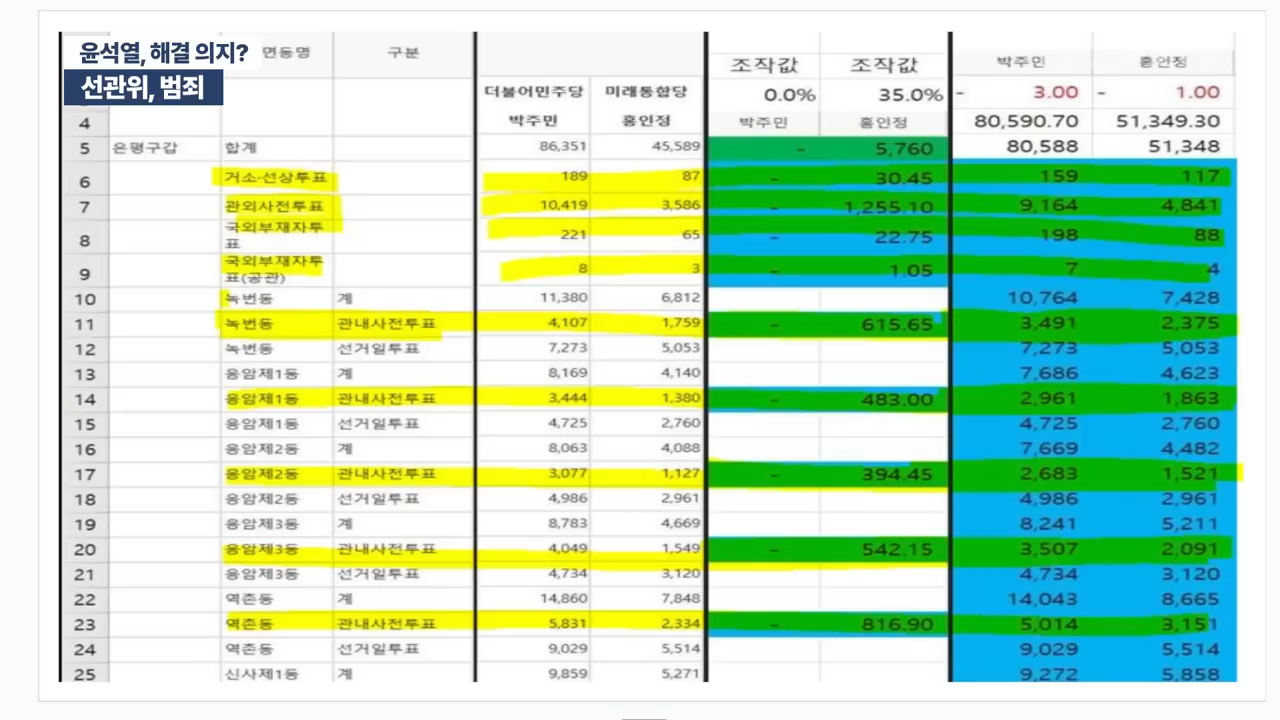 윤석열, 해결 의지?
선관위, 범죄
면동명 구분
조작값 조작값 박주민 홍인정
더불어민주당 미래통합당 0.0% 35.0% - 3.00 - 1.00
4 박주민 홍인정 박주민 홍인정 80,590.70 51,349.30
5 은평구갑 합계 86,351 45,589 - 5,760 80,588 51,348
6 거소·선상투표 189 87 - 30.45 159 117
7 관외사전투표 10,419 3,586 - 1,255.10 9,164 4,841
8 국외부재자투표 221 65 - 22.75 198 88
9 국외부재자투표(공관) 8 3 - 1.05 7 4
10 녹번동 계 11,380 6,812 10,764 7,428
11 녹번동 관내사전투표 4,107 1,759 - 615.65 3,491 2,375
12 녹번동 선거일투표 7,273 5,053 7,273 5,053
13 응암제1동 계 8,169 4,140 7,686 4,623
14 응암제1동 관내사전투표 3,444 1,380 - 483.00 2,961 1,863
15 응암제1동 선거일투표 4,725 2,760 4,725 2,760
16 응암제2동 계 8,063 4,088 7,669 4,482
17 응암제2동 관내사전투표 3,077 1,127 - 394.45 2,683 1,521
18 응암제2동 선거일투표 4,986 2,961 4,986 2,961
19 응암제3동 계 8,783 4,669 8,241 5,211
20 응암제3동 관내사전투표 4,049 1,549 - 542.15 3,507 2,091
21 응암제3동 선거일투표 4,734 3,120 4,734 3,120
22 역촌동 계 14,860 7,848 14,043 8,665
23 역촌동 관내사전투표 5,831 2,334 - 816.90 5,014 3,151
24 역촌동 선거일투표 9,029 5,514 9,029 5,514
25 신사제1동 계 9,859 5,271 9,272 5,858